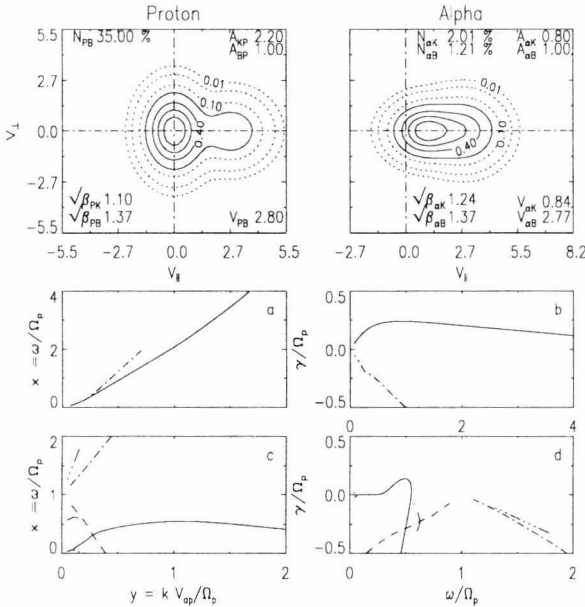 Proton
N_PB 35.00 %
A_KP 2.20
A_BP 1.00
0.01
0.10
0.40
√β_PK 1.10
√β_PB 1.37
V_PB 2.80
V_⊥
5.5
2.7
0.0
-2.7
-5.5
-5.5 -2.7 0.0 2.7 5.5
V_∥
Alpha
N_αK 2.01 % A_αK 0.80
N_αB 1.21 % A_αB 1.00
0.01
0.10
0.40
√β_αK 1.24 V_αK 0.84
√β_αB 1.37 V_αB 2.77
-2.7 0.0 2.7 5.5 8.2
V_∥
x = ω/Ω_p
4
2
0
a
γ/Ω_p
0.5
0.0
-0.5
b
0 2 4
x = ω/Ω_p
2
1
0
c
0 1 2
y = k V_ap/Ω_p
γ/Ω_p
0.5
0.0
-0.5
d
0 1 2
ω/Ω_p